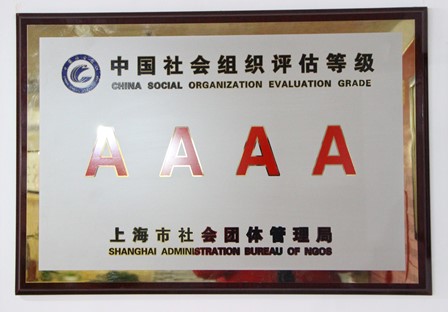 中国社会组织评估等级
CHINA SOCIAL ORGANIZATION EVALUATION GRADE
A A A A
上海市社会团体管理局
SHANGHAI ADMINISTRATION BUREAU OF NGOS